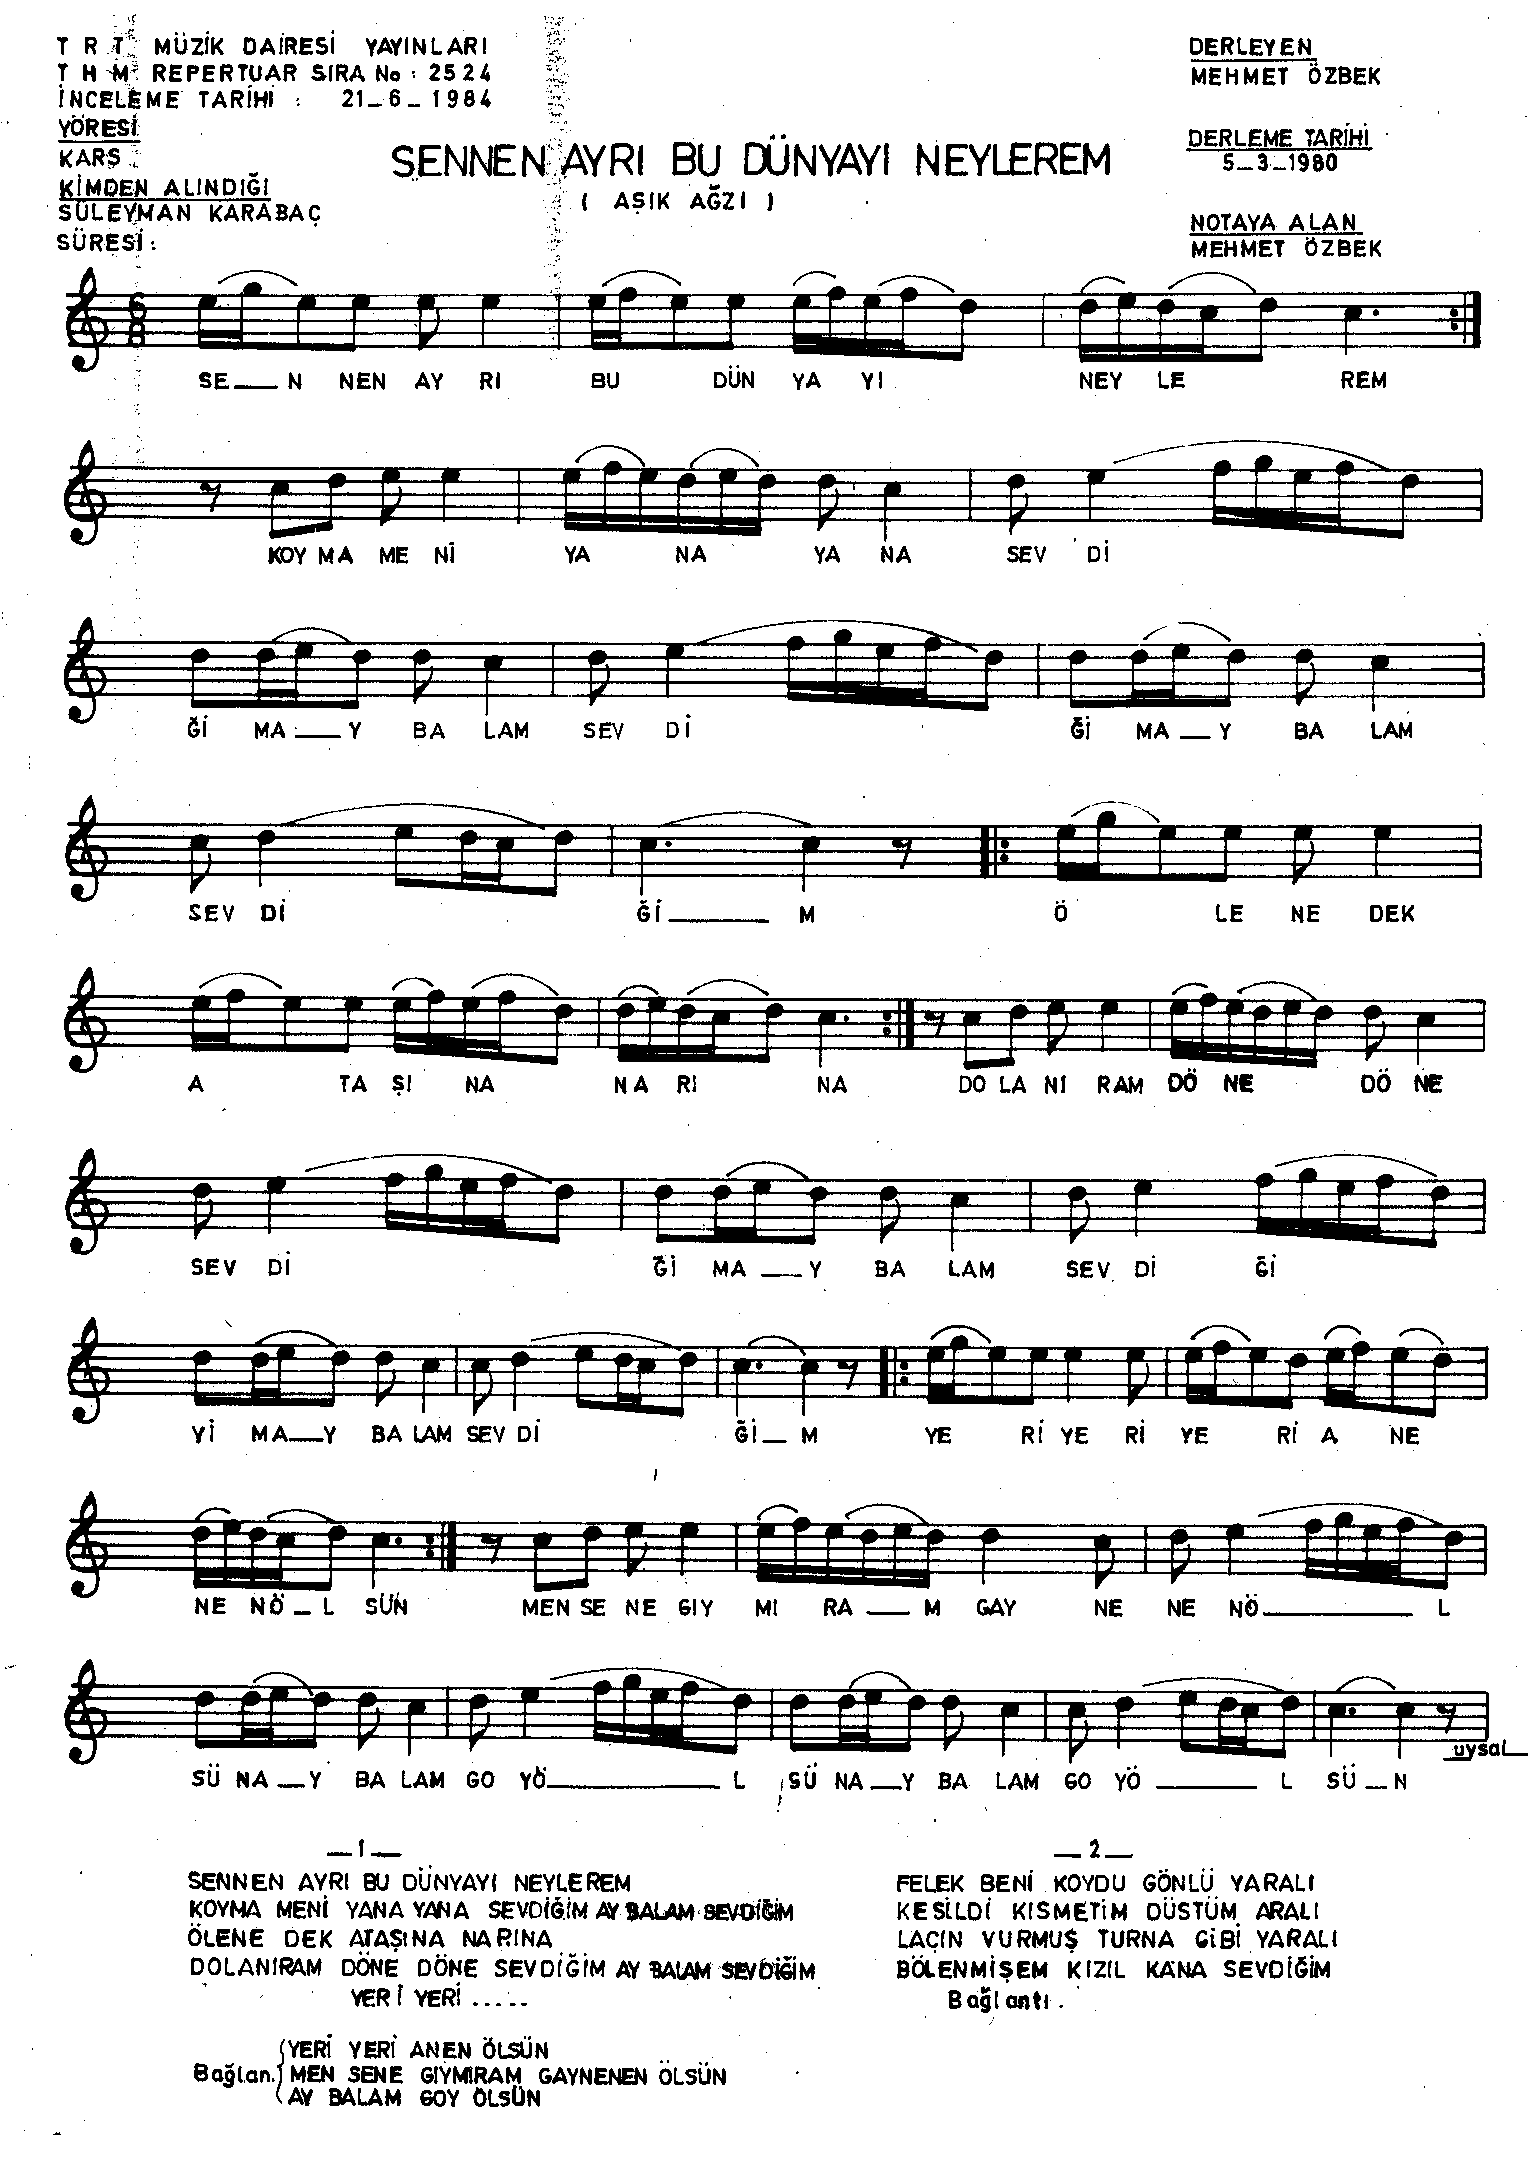 T R T MÜZİK DAİRESİ YAYINLARI
T H M REPERTUAR SIRA No : 2524
İNCELEME TARİHİ : 21_6_1984
YÖRESİ
KARS
KİMDEN ALINDIĞI
SÜLEYMAN KARABAÇ
SÜRESİ :
SENNEN AYRI BU DÜNYAYI NEYLEREM
( AŞIK AĞZI )
DERLEYEN
MEHMET ÖZBEK
DERLEME TARİHİ
5_3_1980
NOTAYA ALAN
MEHMET ÖZBEK
6
8
SE__N NEN AY RI BU DÜN YA YI NEY LE REM
KOY MA ME Nİ YA NA YA NA SEV Dİ
Ğİ MA__Y BA LAM SEV Dİ Ğİ MA__Y BA LAM
SEV Dİ Ğİ____M Ö LE NE DEK
A TA ŞI NA NA RI NA DO LA NI RAM DÖ NE DÖ NE
SEV Dİ Ğİ MA__Y BA LAM SEV Dİ Ğİ
Yİ MA__Y BA LAM SEV Dİ Ğİ_M YE Rİ YE Rİ YE Rİ A NE
NE NÖ_L SÜN MEN SE NE GIY MI RA__M GAY NE NE NÖ____L
SÜ NA__Y BA LAM GO YÖ____L SÜ NA__Y BA LAM GO YÖ____L SÜ_N
uysal
_1_
SENNEN AYRI BU DÜNYAYI NEYLEREM
KOYMA MENİ YANA YANA SEVDİĞİM AY BALAM SEVDİĞİM
ÖLENE DEK ATAŞINA NARINA
DOLANIRAM DÖNE DÖNE SEVDİĞİM AY BALAM SEVDİĞİM
YERİ YERİ .....
Bağlan.
YERİ YERİ ANEN ÖLSÜN
MEN SENE GIYMIRAM GAYNENEN ÖLSÜN
AY BALAM GOY ÖLSÜN
_2_
FELEK BENİ KOYDU GÖNLÜ YARALI
KESİLDİ KISMETİM DÜSTÜM ARALI
LAÇIN VURMUŞ TURNA GİBİ YARALI
BÖLENMİŞEM KIZIL KANA SEVDİĞİM
Bağlantı.